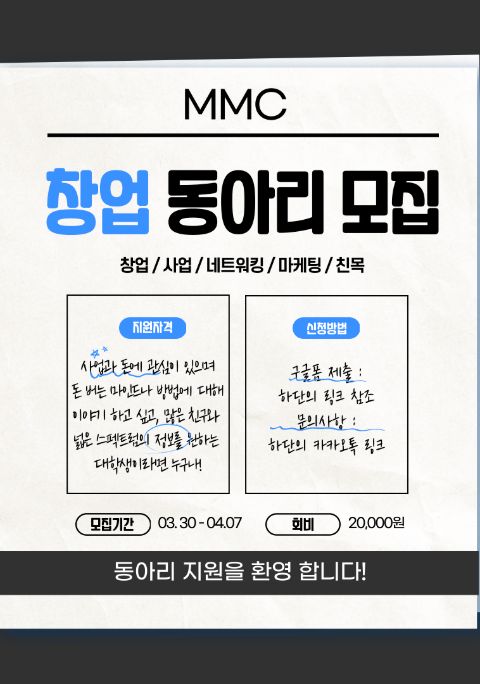 MMC
창업 동아리 모집
창업 / 사업 / 네트워킹 / 마케팅 / 친목
지원자격
사업과 돈에 관심이 있으며
돈 버는 마인드나 방법에 대해
이야기 하고 싶고, 많은 친구와
넓은 스펙트럼의 정보를 원하는
대학생이라면 누구나!
신청방법
구글폼 제출 :
하단의 링크 참조
문의사항 :
하단의 카카오톡 링크
모집기간 03. 30 - 04.07 회비 20,000원
동아리 지원을 환영 합니다!